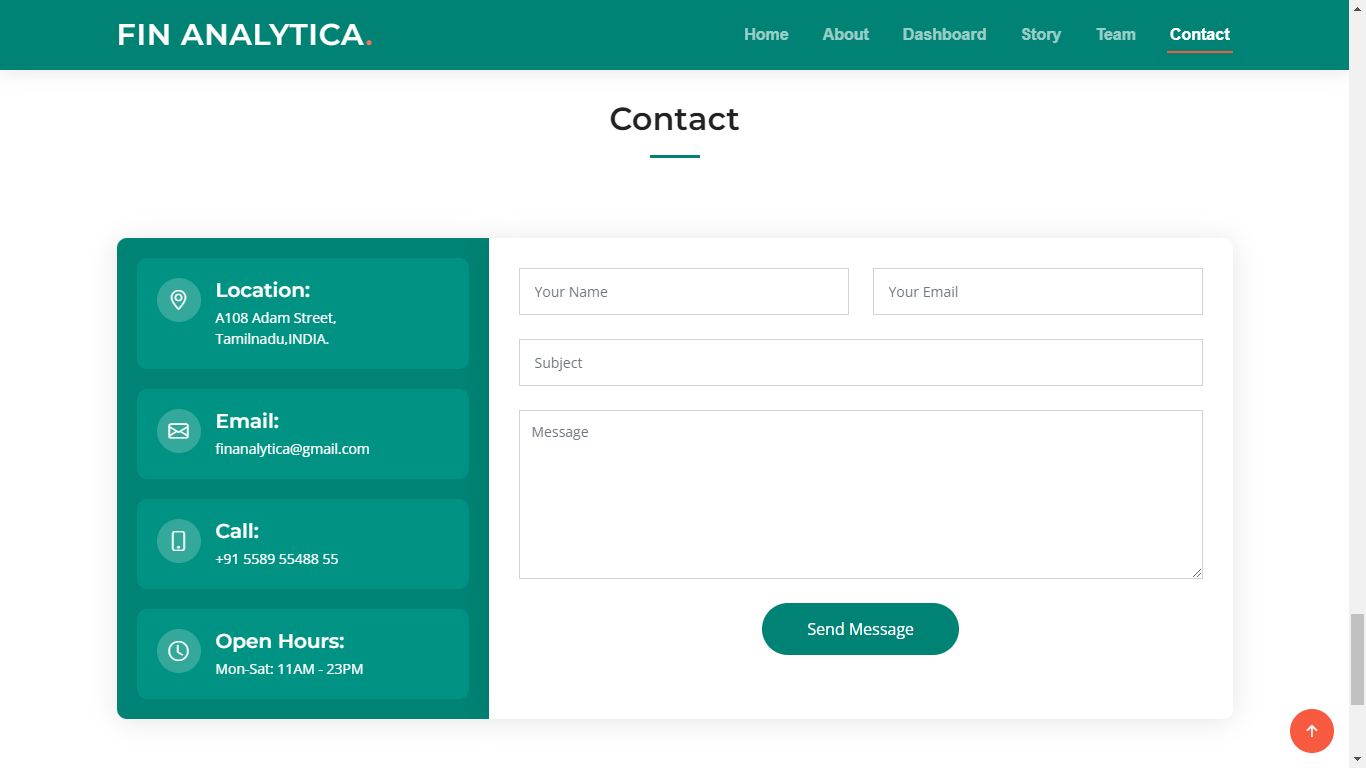 FIN ANALYTICA.
Home About Dashboard Story Team Contact
Contact
Location:
A108 Adam Street,
Tamilnadu,INDIA.
Email:
finanalytica@gmail.com
Call:
+91 5589 55488 55
Open Hours:
Mon-Sat: 11AM - 23PM
Your Name
Your Email
Subject
Message
Send Message